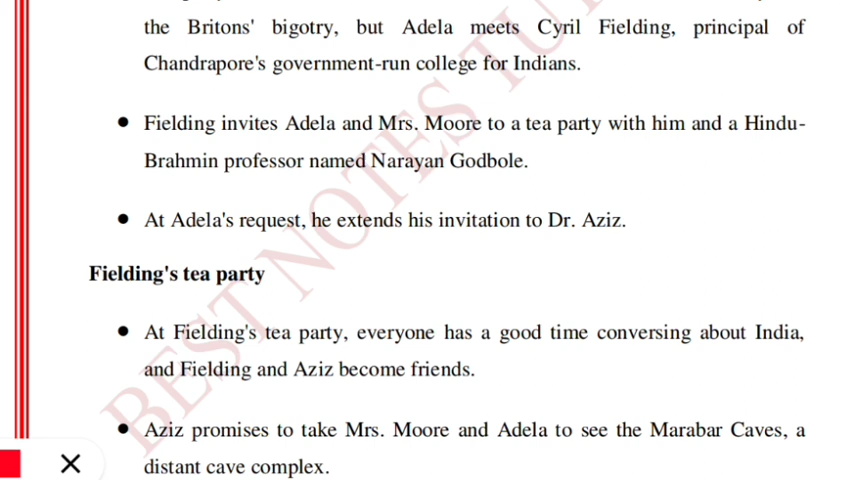 the Britons' bigotry, but Adela meets Cyril Fielding, principal of
Chandrapore's government-run college for Indians.
● Fielding invites Adela and Mrs. Moore to a tea party with him and a Hindu-
Brahmin professor named Narayan Godbole.
● At Adela's request, he extends his invitation to Dr. Aziz.
Fielding's tea party
● At Fielding's tea party, everyone has a good time conversing about India,
and Fielding and Aziz become friends.
● Aziz promises to take Mrs. Moore and Adela to see the Marabar Caves, a
distant cave complex.
BEST NOTES TU